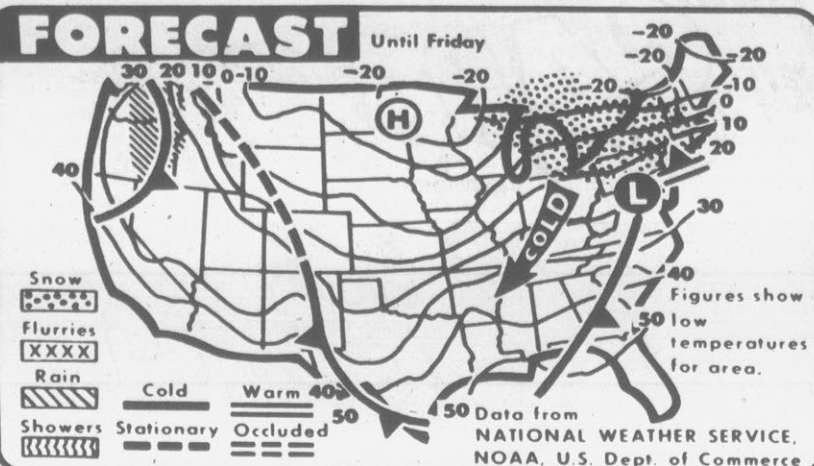 FORECAST Until Friday
-20
-20 -20
30 20 10 0 -10 -20 -20 -20 -10
0
10
20
H
40
L
COLD
30
40
50
Figures show
low
temperatures
for area.
Snow
Flurries
XXXX
Rain
Showers
Cold Warm
Stationary Occluded
40
50
50
Data from
NATIONAL WEATHER SERVICE,
NOAA, U.S. Dept. of Commerce